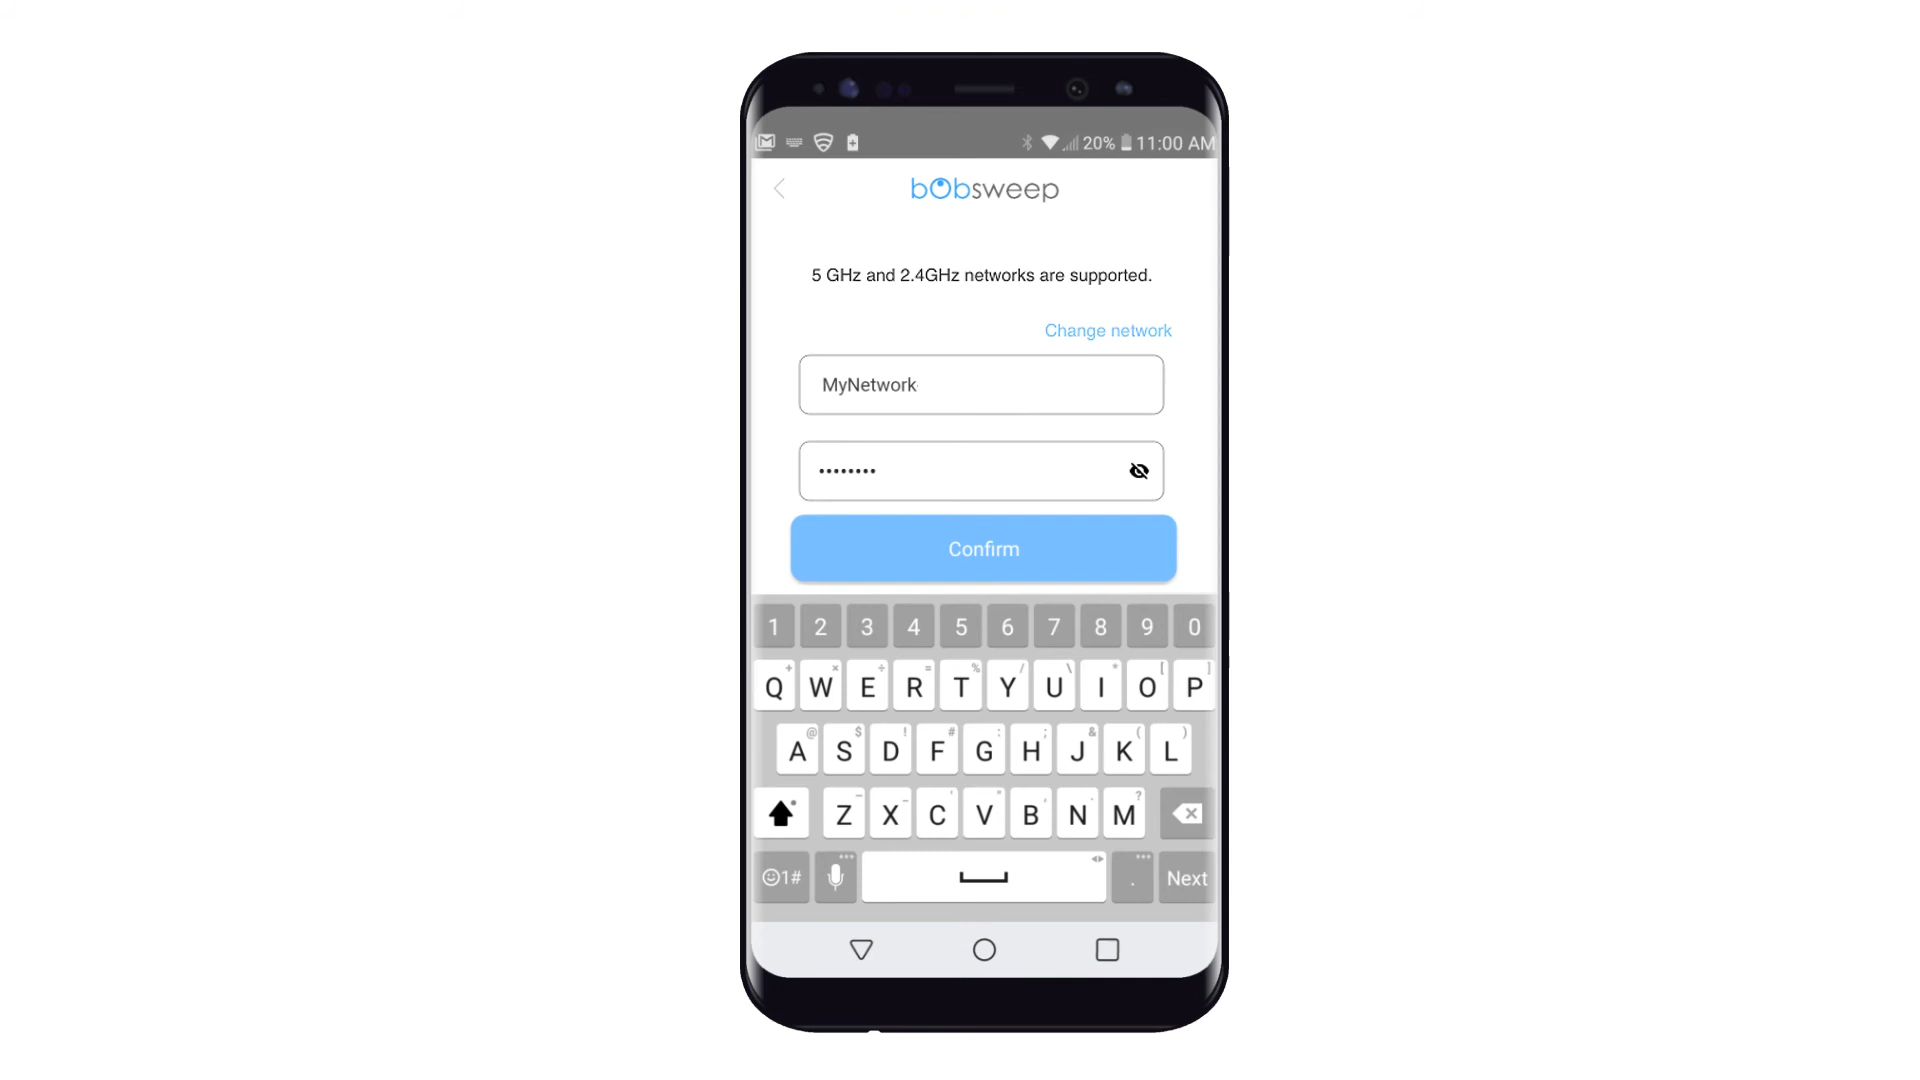 20% 11:00 AM
bobsweep
5 GHz and 2.4GHz networks are supported.
Change network
MyNetwork
••••••••
Confirm
1 2 3 4 5 6 7 8 9 0
+ × ÷ = % / \ * [ ]
Q W E R T Y U I O P
@ $ ! # : ; & ( )
A S D F G H J K L
Z X C V B N M ?
1# . Next